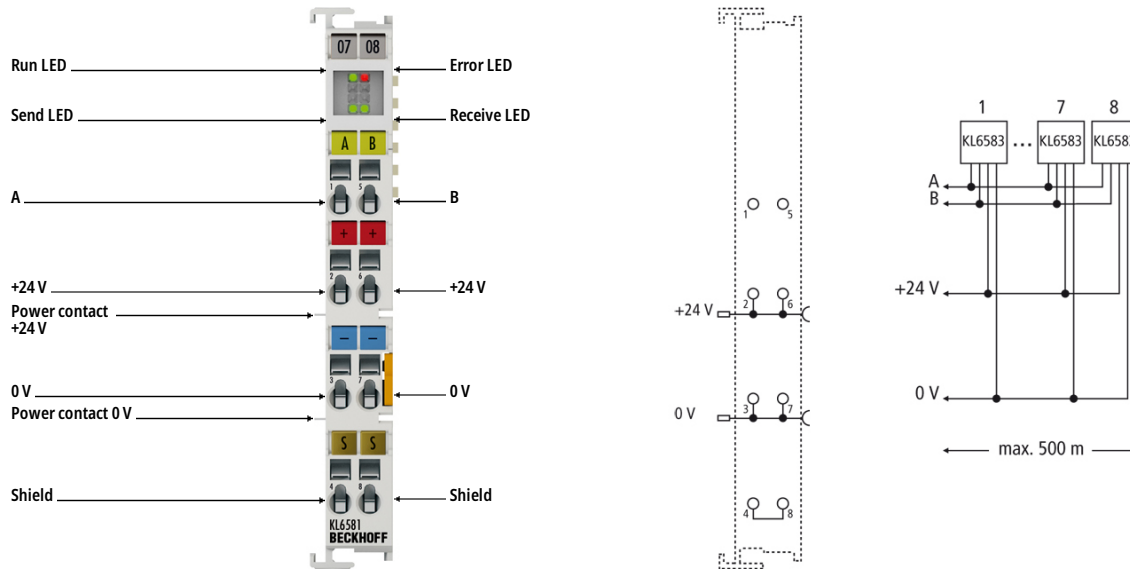 07 08
Run LED
Error LED
Send LED
Receive LED
A B
1 5
A
B
+ +
2 6
+24 V
+24 V
Power contact
+24 V
− −
3 7
0 V
0 V
Power contact 0 V
S S
4 8
Shield
Shield
KL6581
BECKHOFF
1 5
+24 V
2 6
0 V
3 7
4 8
1 7 8
KL6583 ... KL6583 KL658
A
B
+24 V
0 V
max. 500 m